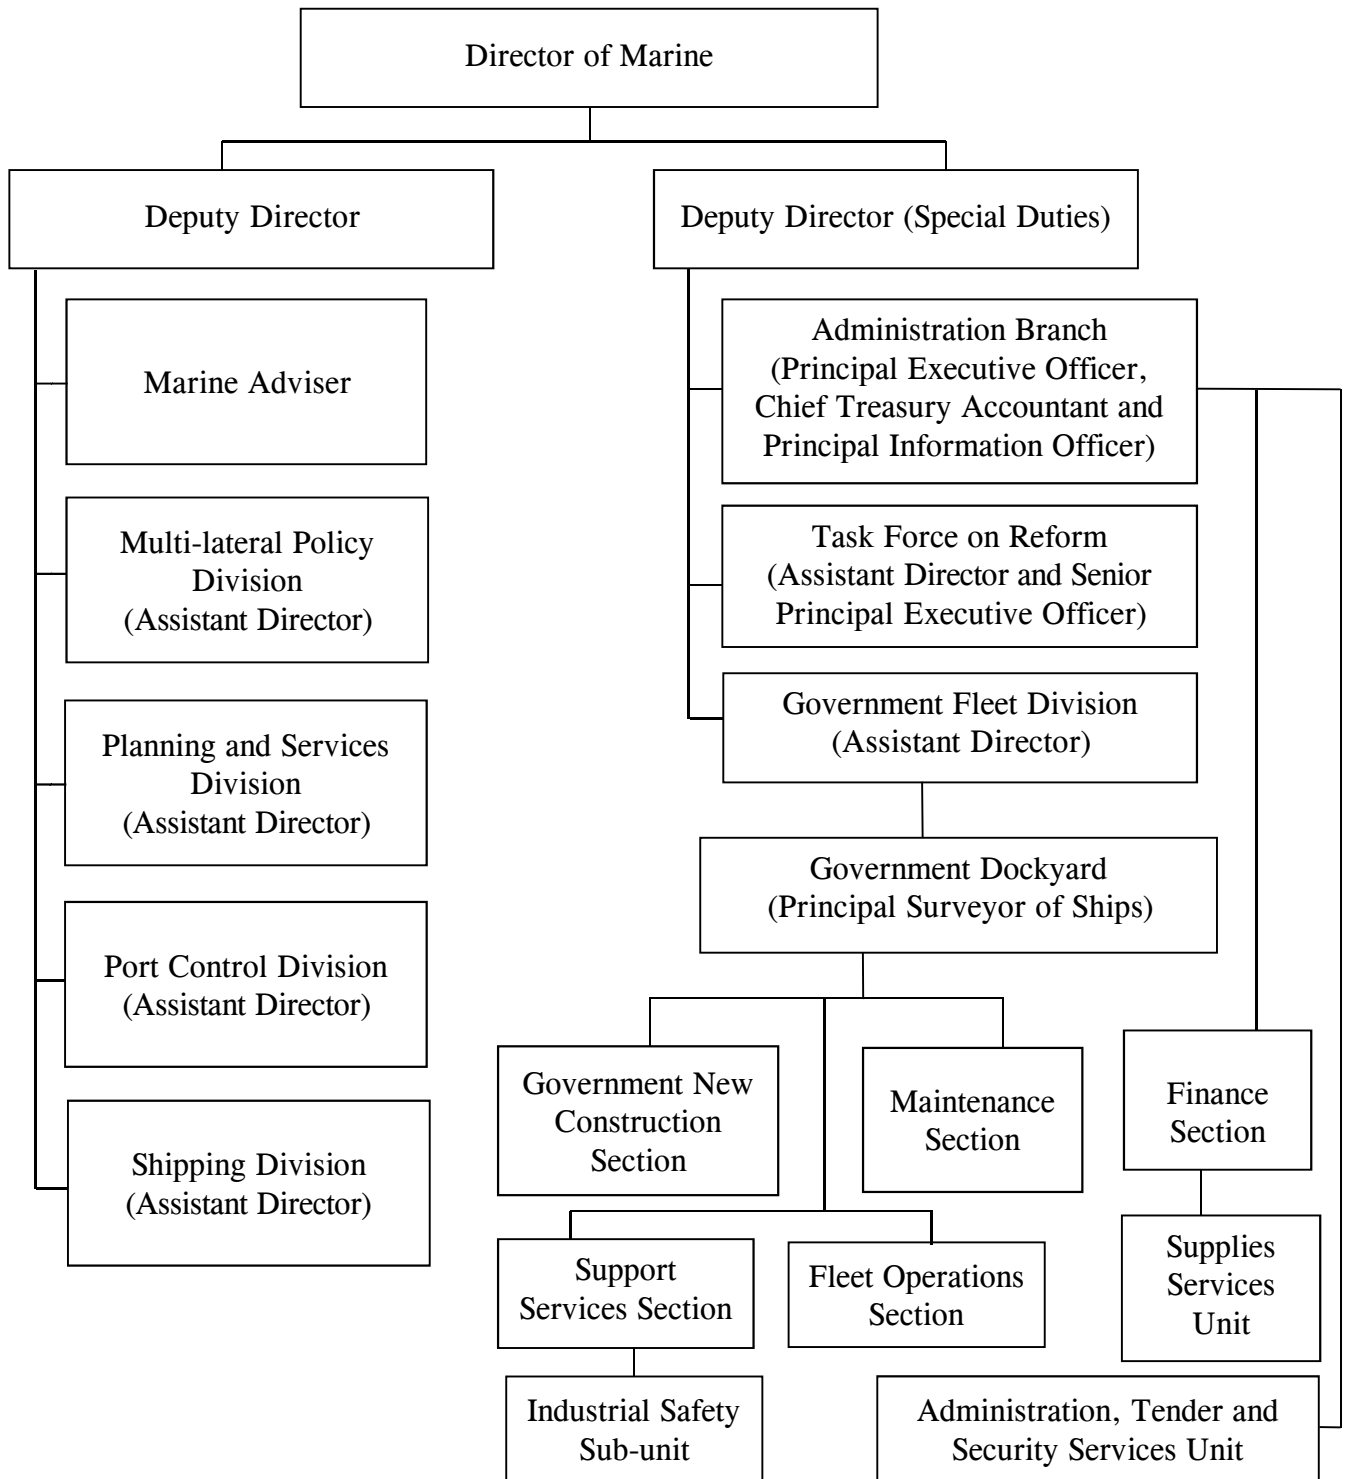 Director of Marine
Deputy Director
Deputy Director (Special Duties)
Marine Adviser
Multi-lateral Policy
Division
(Assistant Director)
Planning and Services
Division
(Assistant Director)
Port Control Division
(Assistant Director)
Shipping Division
(Assistant Director)
Administration Branch
(Principal Executive Officer,
Chief Treasury Accountant and
Principal Information Officer)
Task Force on Reform
(Assistant Director and Senior
Principal Executive Officer)
Government Fleet Division
(Assistant Director)
Government Dockyard
(Principal Surveyor of Ships)
Government New
Construction
Section
Maintenance
Section
Finance
Section
Support
Services Section
Fleet Operations
Section
Supplies
Services
Unit
Industrial Safety
Sub-unit
Administration, Tender and
Security Services Unit